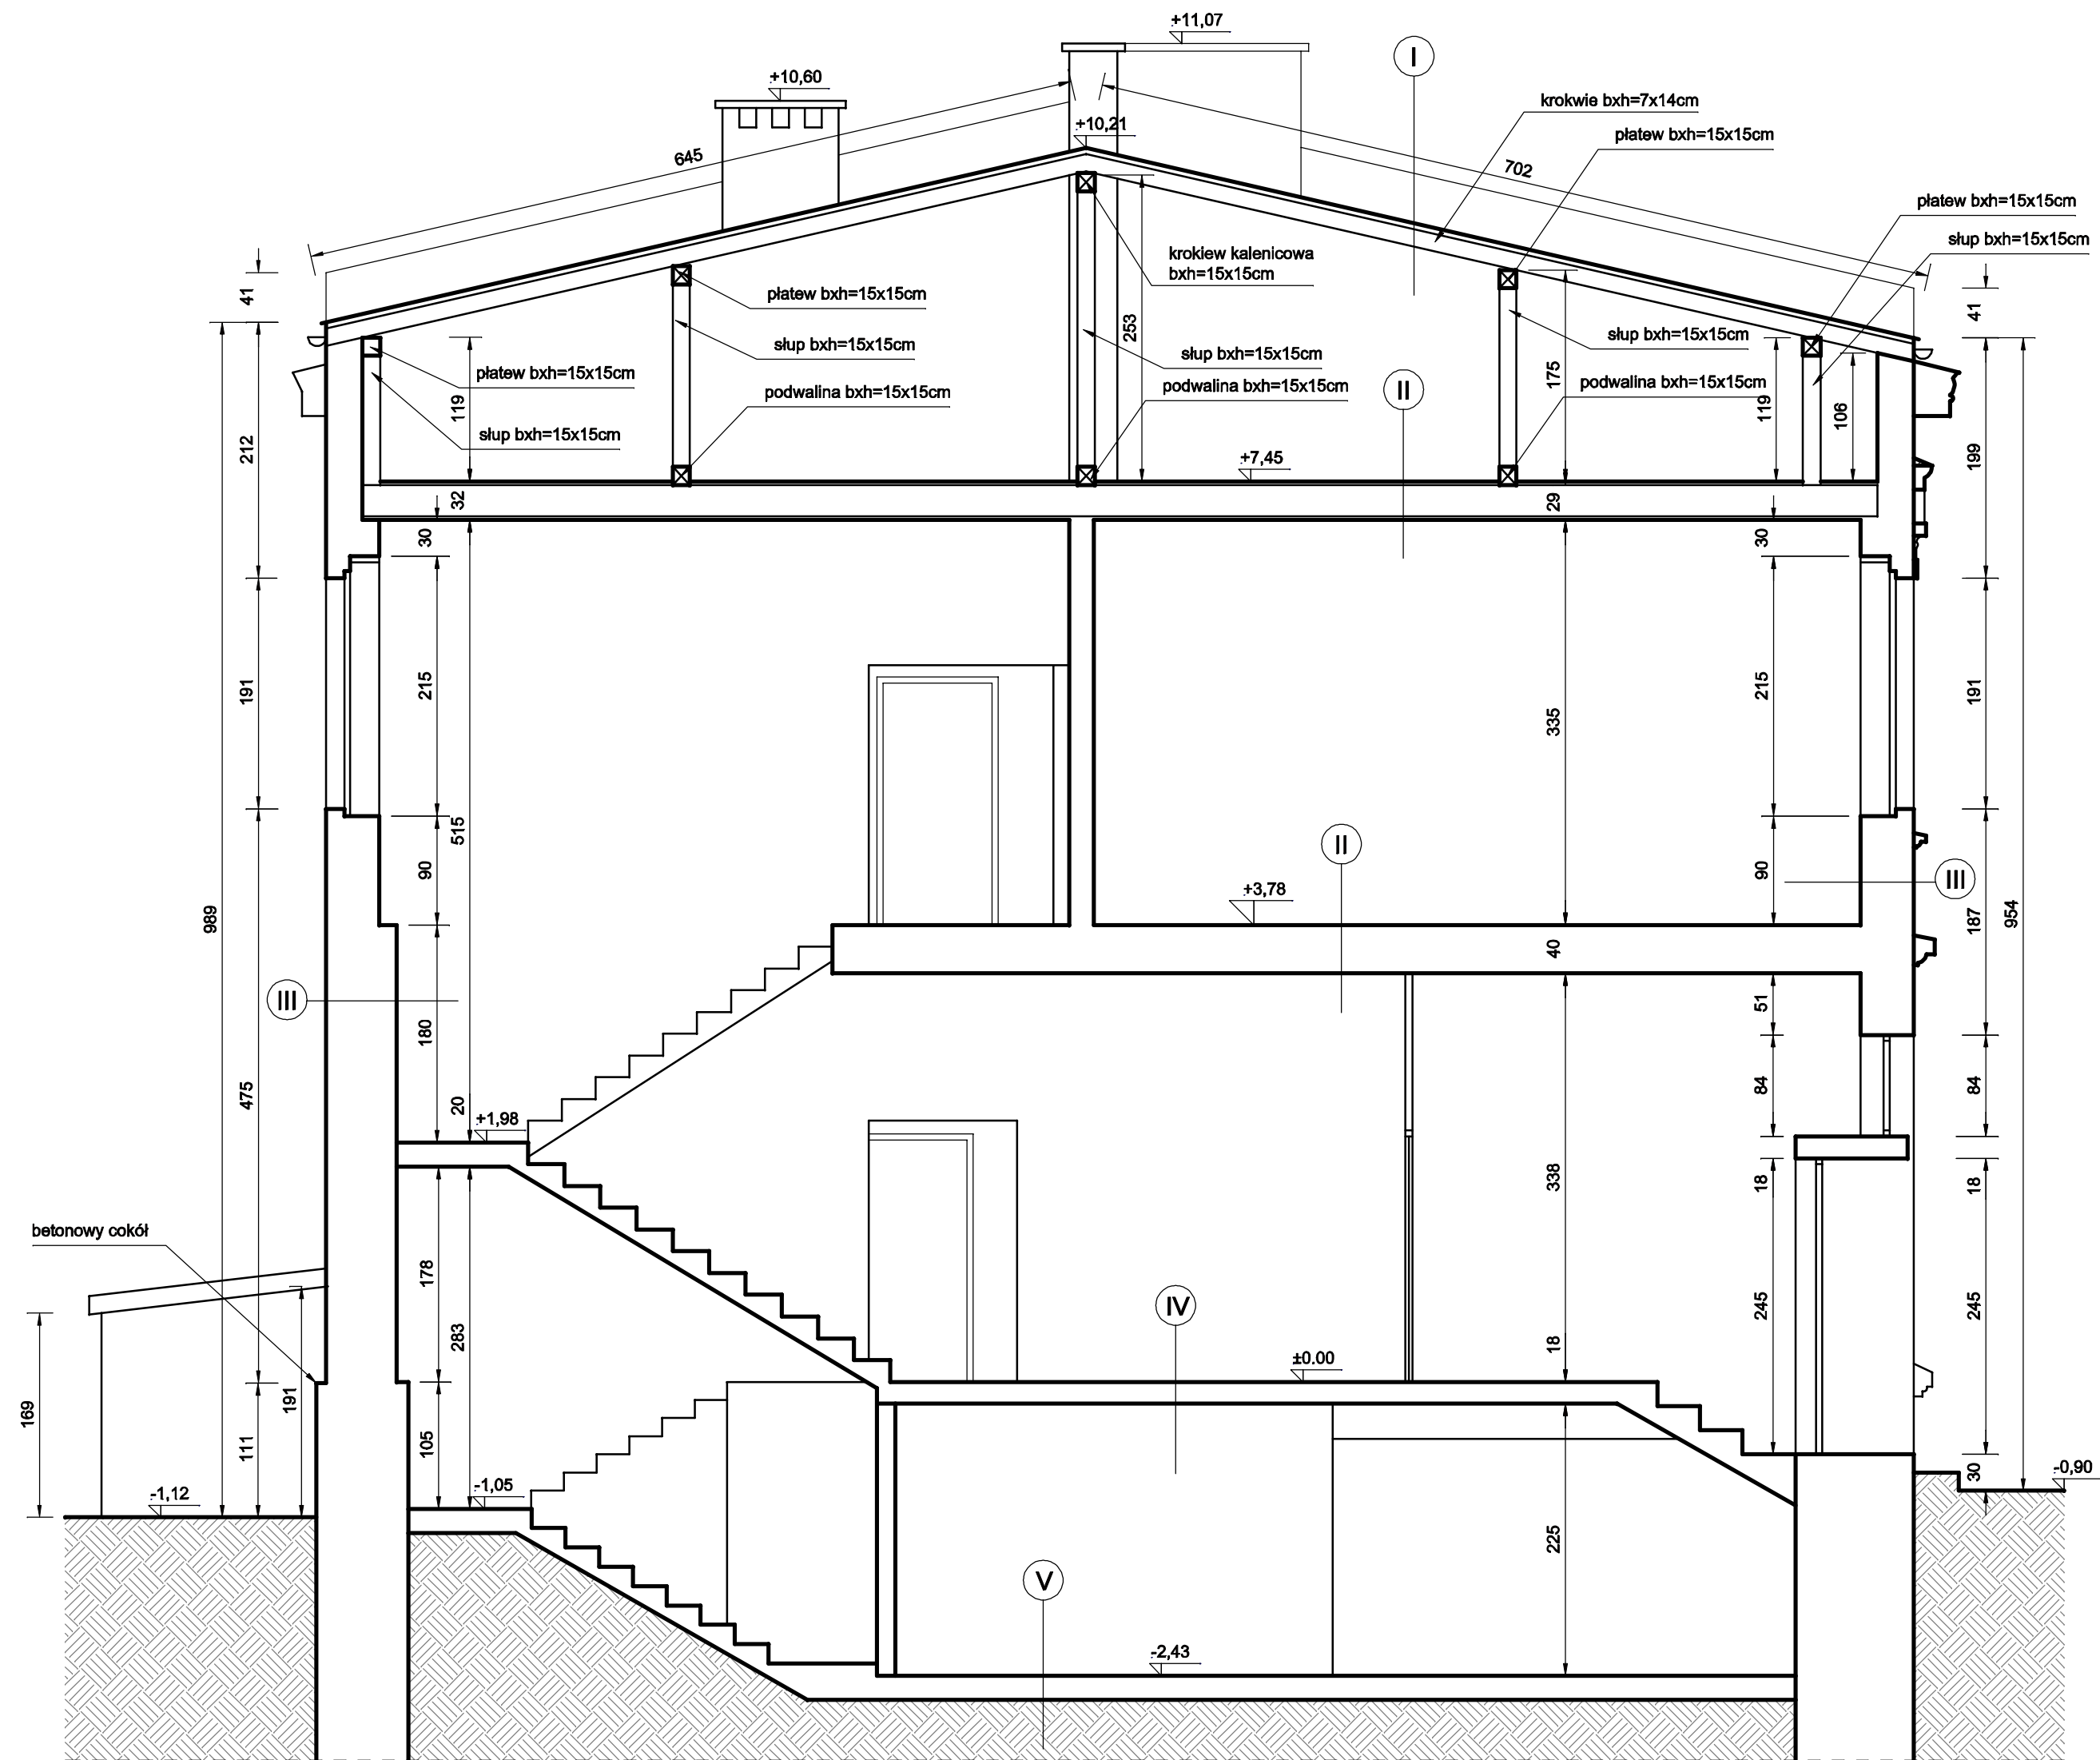 +11,07
I
+10,60
krokwie bxh=7x14cm
+10,21
płatew bxh=15x15cm
645
702
płatew bxh=15x15cm
słup bxh=15x15cm
krokiew kalenicowa
bxh=15x15cm
41
płatew bxh=15x15cm
41
253
słup bxh=15x15cm
słup bxh=15x15cm
słup bxh=15x15cm
175
płatew bxh=15x15cm
podwalina bxh=15x15cm
II
podwalina bxh=15x15cm
podwalina bxh=15x15cm
119
119
106
słup bxh=15x15cm
212
+7,45
199
32
29
30
30
191
215
335
215
191
515
II
90
90
III
989
+3,78
187
954
40
III
51
180
84
84
475
20
+1,98
338
18
18
betonowy cokół
178
IV
245
245
283
18
±0.00
169
191
111
105
30
-0,90
-1,05
-1,12
225
V
-2,43